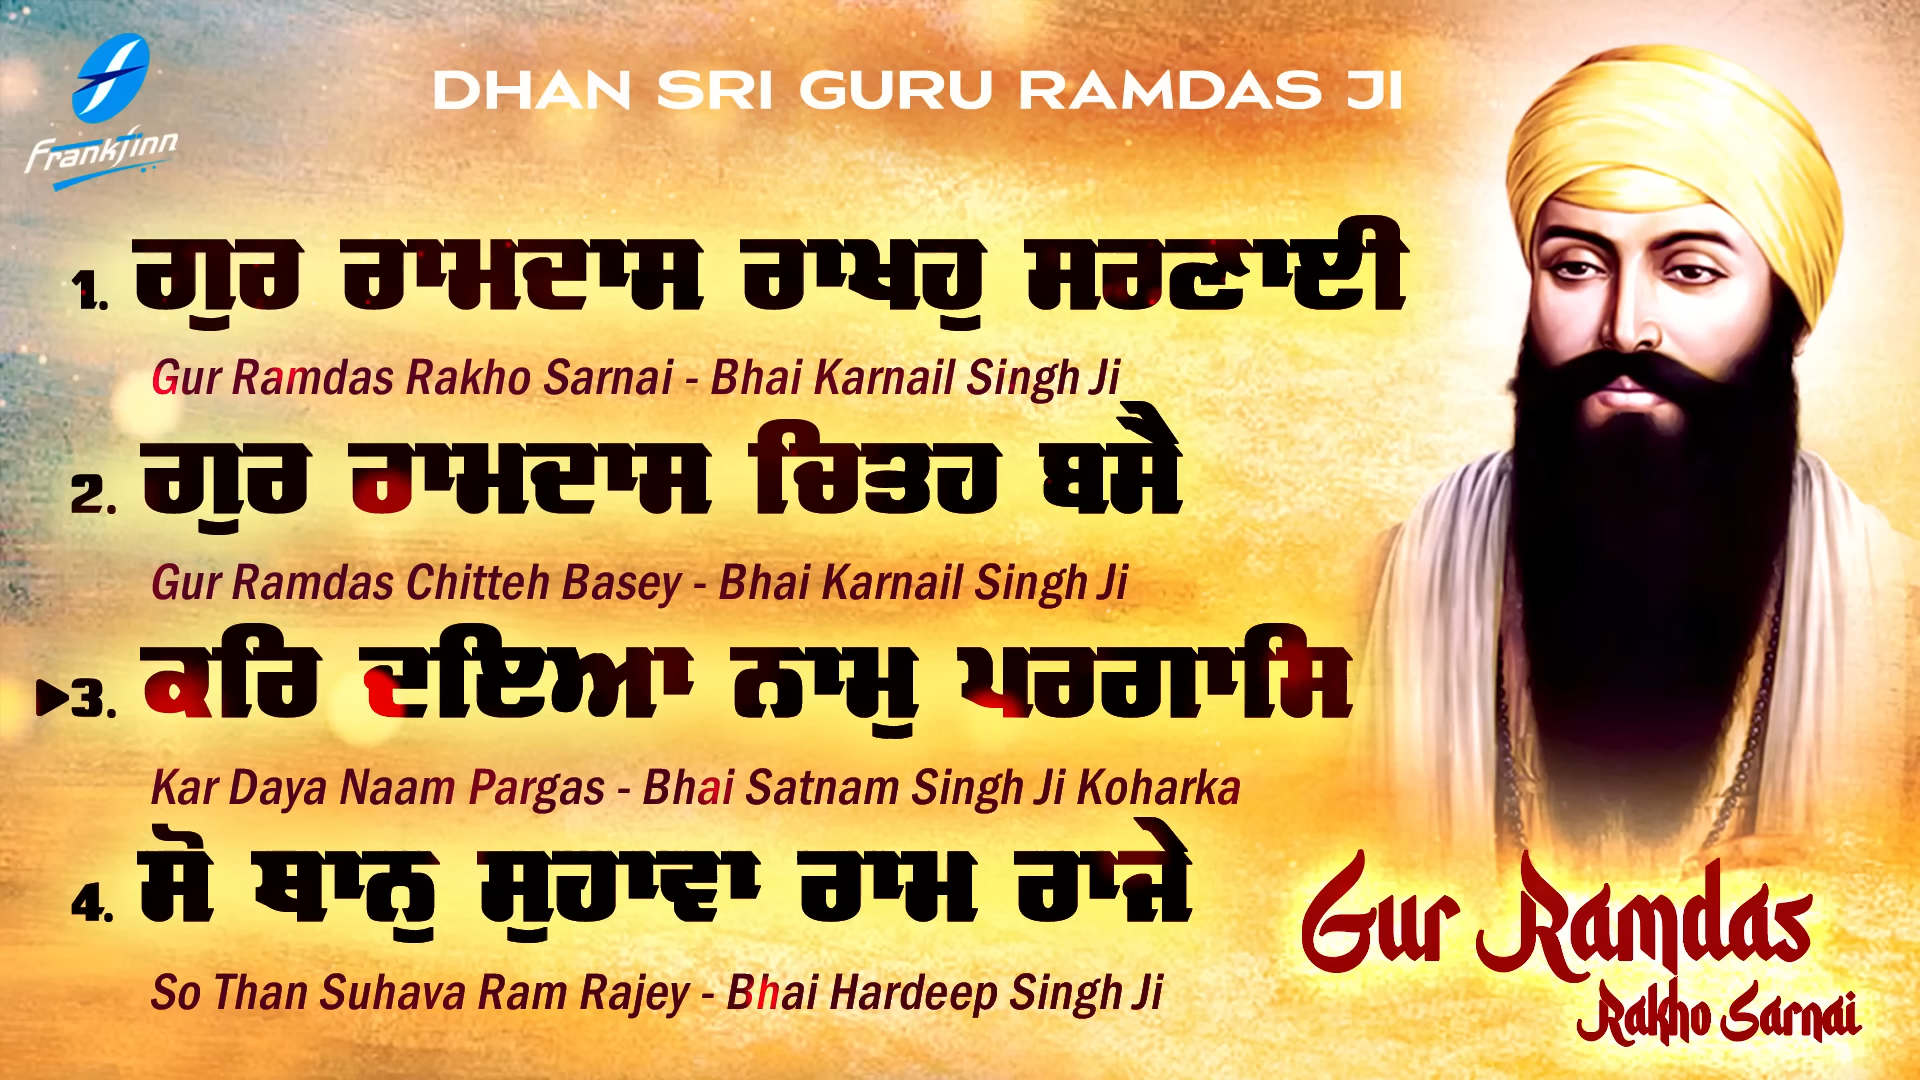 Frankfinn
DHAN SRI GURU RAMDAS JI
1. ਗੁਰ ਰਾਮਦਾਸ ਰਾਖਹੁ ਸਰਣਾਈ
Gur Ramdas Rakho Sarnai - Bhai Karnail Singh Ji
2. ਗੁਰ ਰਾਮਦਾਸ ਚਿਤਹ ਬਸੈ
Gur Ramdas Chitteh Basey - Bhai Karnail Singh Ji
3. ਕਰਿ ਦਇਆ ਨਾਮੁ ਪਰਗਾਸਿ
Kar Daya Naam Pargas - Bhai Satnam Singh Ji Koharka
4. ਸੋ ਥਾਨੁ ਸੁਹਾਵਾ ਰਾਮ ਰਾਜੇ
So Than Suhava Ram Rajey - Bhai Hardeep Singh Ji
Gur Ramdas
Rakho Sarnai